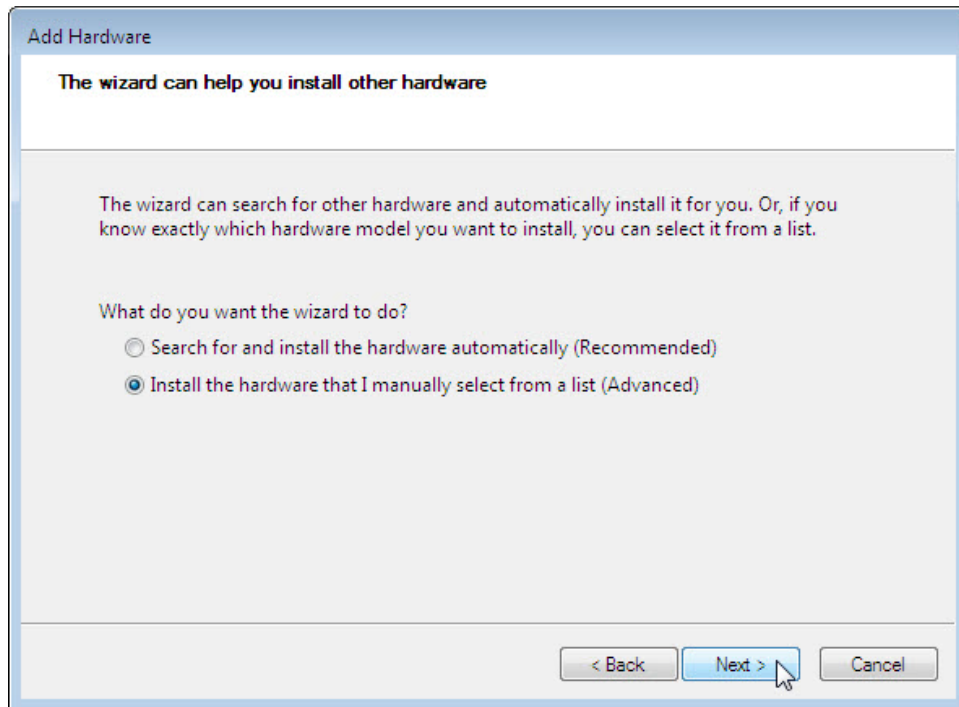 Add Hardware
The wizard can help you install other hardware
The wizard can search for other hardware and automatically install it for you. Or, if you
know exactly which hardware model you want to install, you can select it from a list.
What do you want the wizard to do?
Search for and install the hardware automatically (Recommended)
Install the hardware that I manually select from a list (Advanced)
< Back Next > Cancel